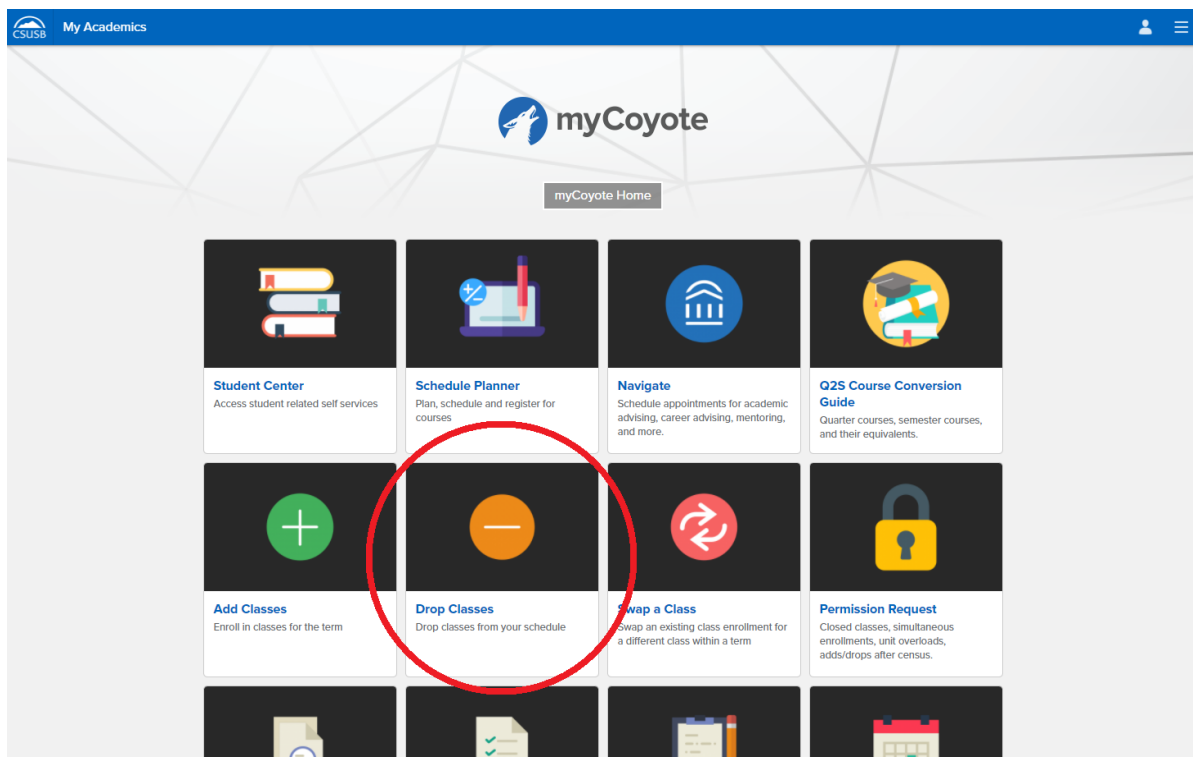 CSUSB My Academics
myCoyote
myCoyote Home
Student Center
Access student related self services
Schedule Planner
Plan, schedule and register for
courses
Navigate
Schedule appointments for academic
advising, career advising, mentoring,
and more.
Q2S Course Conversion
Guide
Quarter courses, semester courses,
and their equivalents.
Add Classes
Enroll in classes for the term
Drop Classes
Drop classes from your schedule
Swap a Class
Swap an existing class enrollment for
a different class within a term
Permission Request
Closed classes, simultaneous
enrollments, unit overloads,
adds/drops after census.